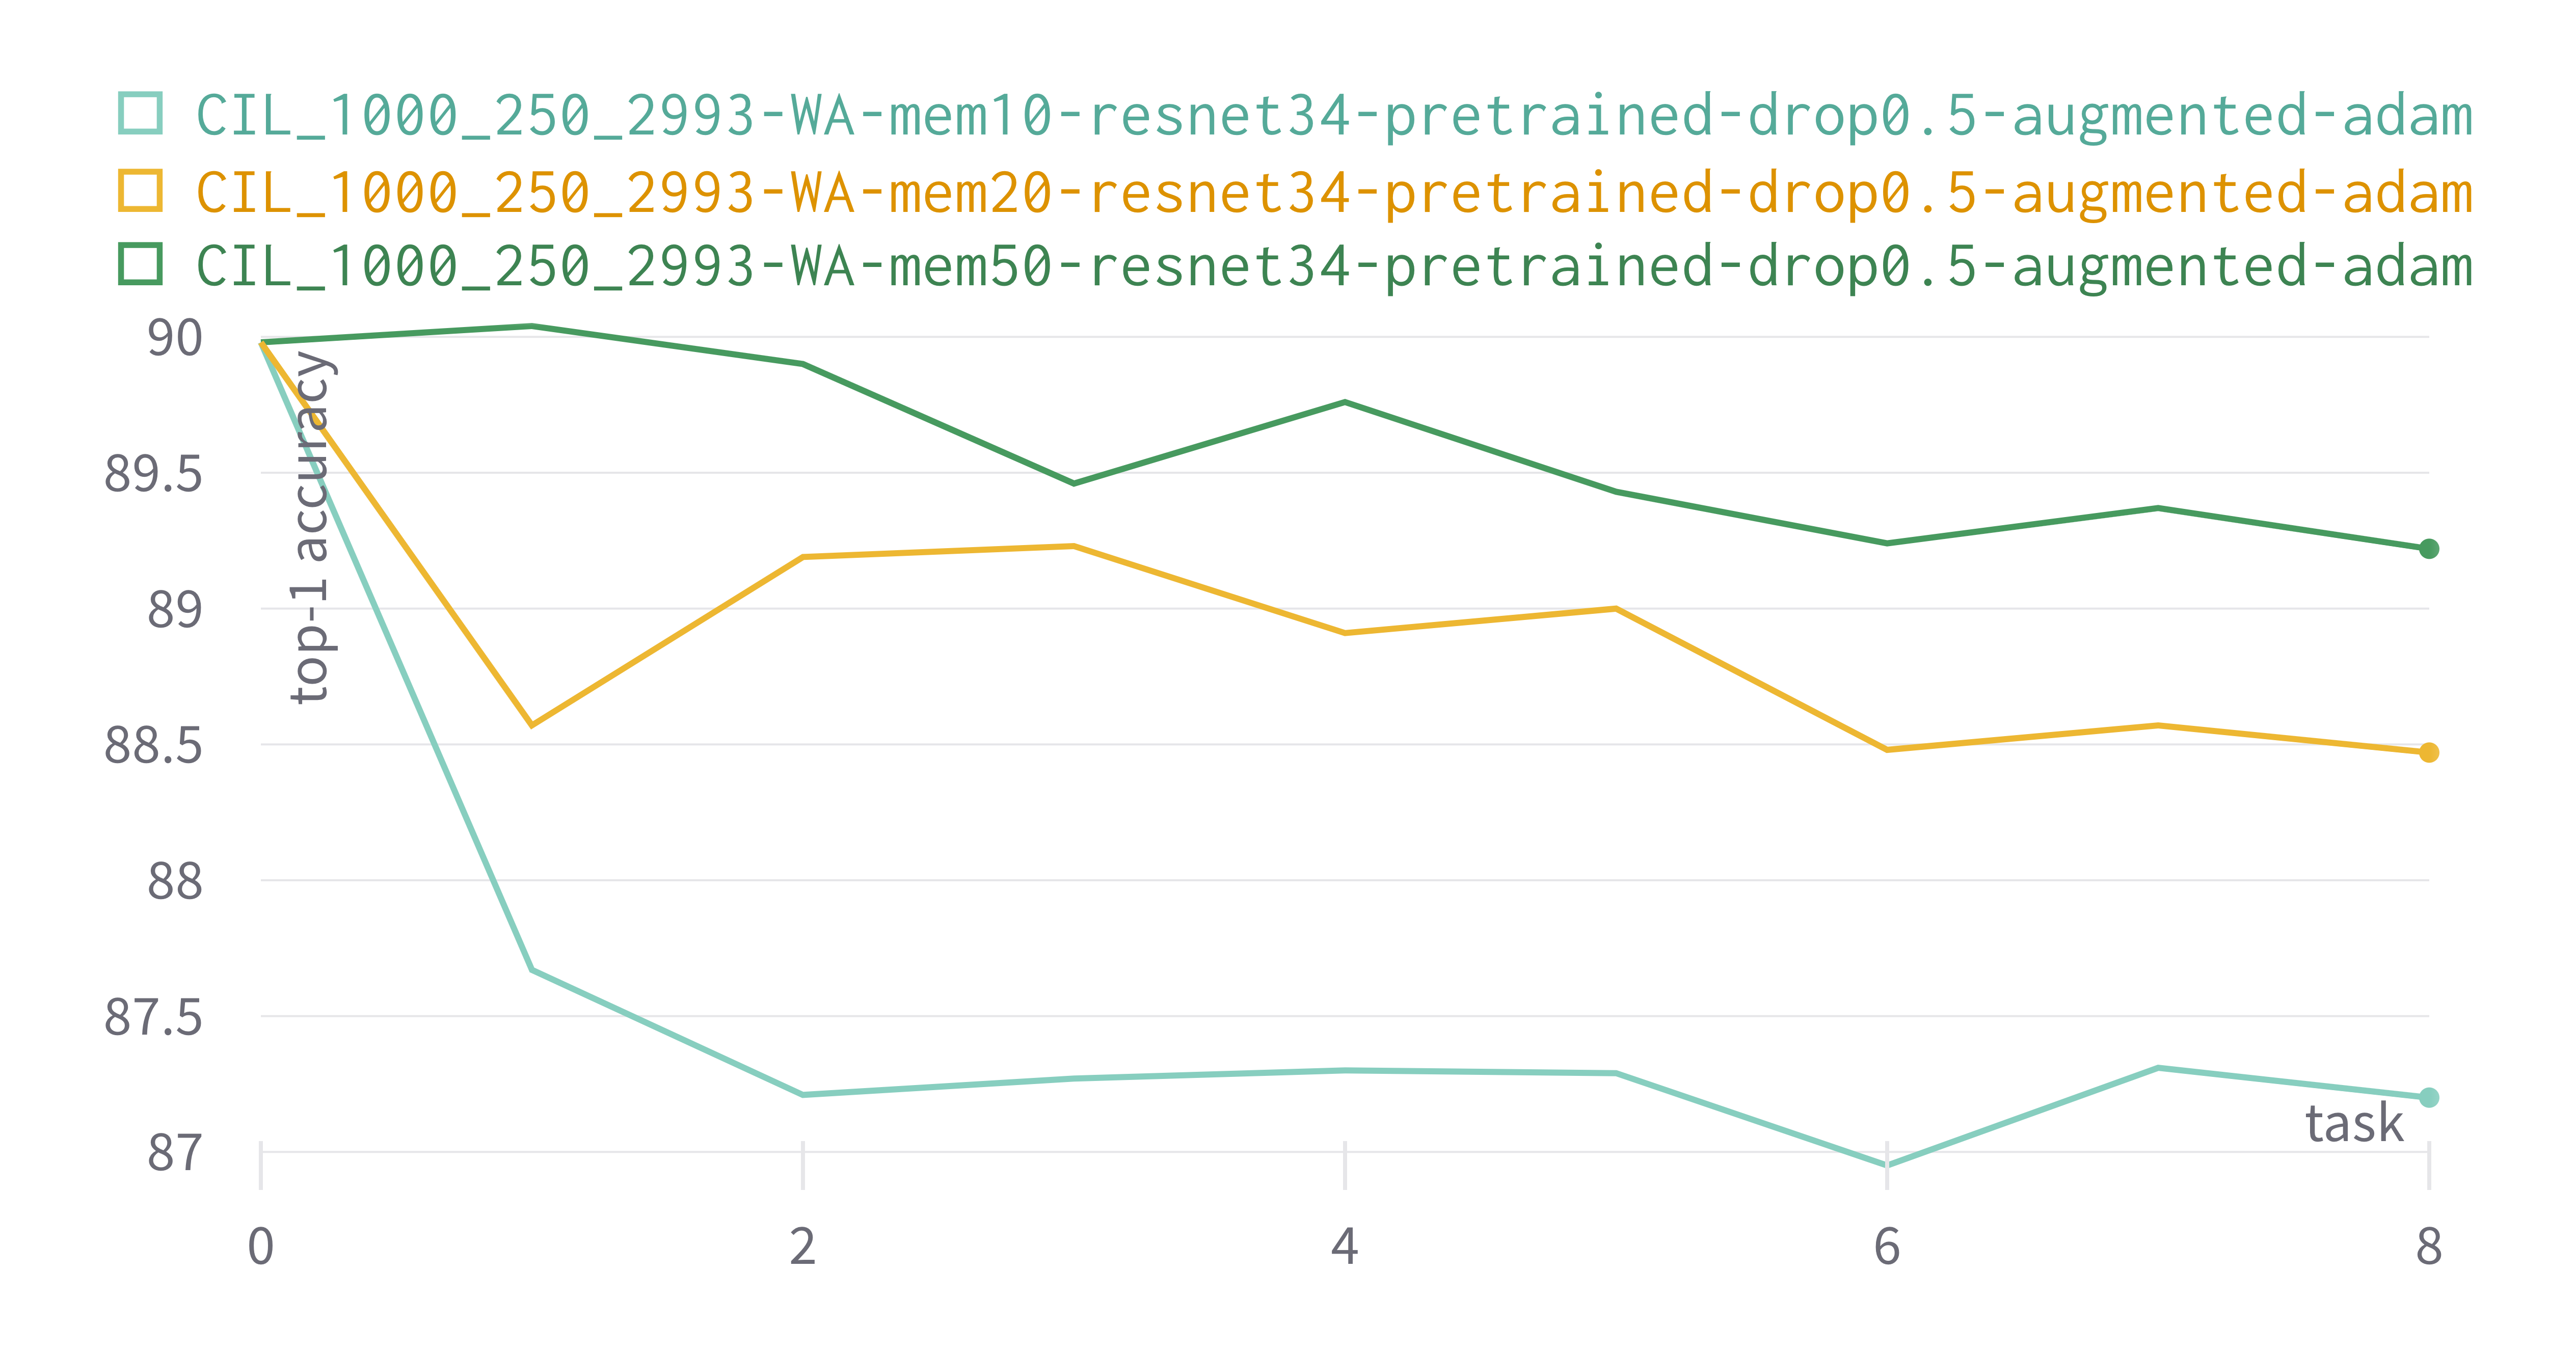 CIL_1000_250_2993-WA-mem10-resnet34-pretrained-drop0.5-augmented-adam
CIL_1000_250_2993-WA-mem20-resnet34-pretrained-drop0.5-augmented-adam
CIL_1000_250_2993-WA-mem50-resnet34-pretrained-drop0.5-augmented-adam
90
89.5
89
88.5
88
87.5
87
top-1 accuracy
task
0 2 4 6 8